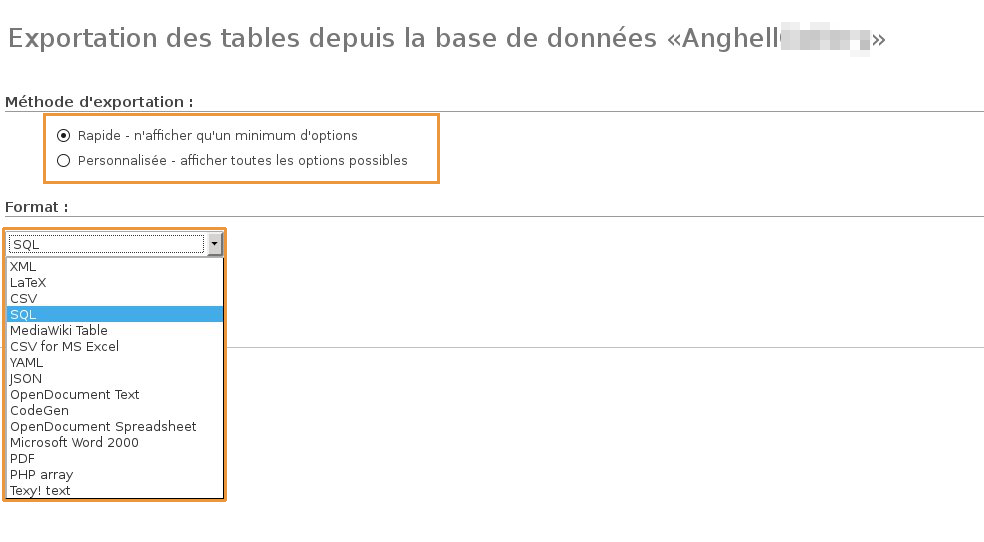 Exportation des tables depuis la base de données «Anghell »
Méthode d'exportation :
Rapide - n'afficher qu'un minimum d'options
Personnalisée - afficher toutes les options possibles
Format :
SQL
XML
LaTeX
CSV
SQL
MediaWiki Table
CSV for MS Excel
YAML
JSON
OpenDocument Text
CodeGen
OpenDocument Spreadsheet
Microsoft Word 2000
PDF
PHP array
Texy! text